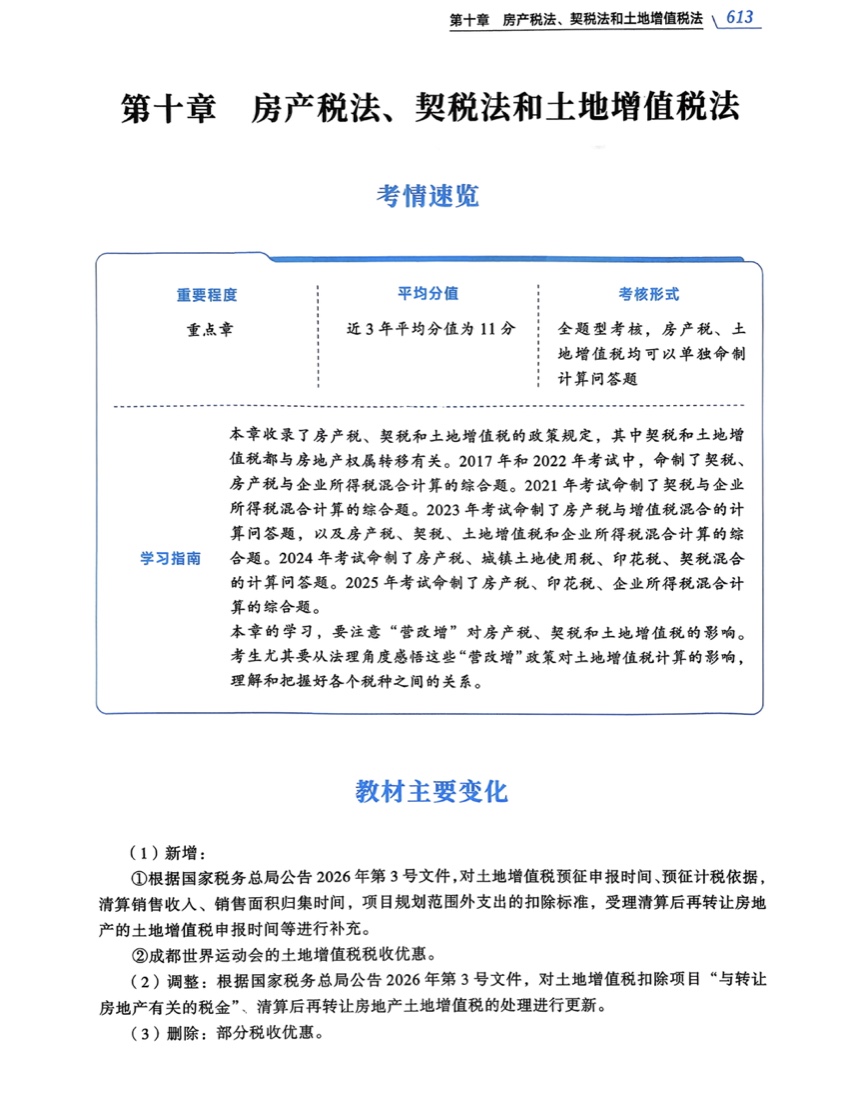 第十章 房产税法、契税法和土地增值税法 613
第十章 房产税法、契税法和土地增值税法
考情速览
重要程度 平均分值 考核形式
重点章 近3年平均分值为11分 全题型考核，房产税、土
地增值税均可以单独命制
计算问答题
本章收录了房产税、契税和土地增值税的政策规定，其中契税和土地增
值税都与房地产权属转移有关。2017年和2022年考试中，命制了契税、
房产税与企业所得税混合计算的综合题。2021年考试命制了契税与企业
所得税混合计算的综合题。2023年考试命制了房产税与增值税混合的计
算问答题，以及房产税、契税、土地增值税和企业所得税混合计算的综
学习指南 合题。2024年考试命制了房产税、城镇土地使用税、印花税、契税混合
的计算问答题。2025年考试命制了房产税、印花税、企业所得税混合计
算的综合题。
本章的学习，要注意“营改增”对房产税、契税和土地增值税的影响。
考生尤其要从法理角度感悟这些“营改增”政策对土地增值税计算的影响，
理解和把握好各个税种之间的关系。
教材主要变化
（1）新增：
①根据国家税务总局公告2026年第3号文件，对土地增值税预征申报时间、预征计税依据，
清算销售收入、销售面积归集时间，项目规划范围外支出的扣除标准，受理清算后再转让房地
产的土地增值税申报时间等进行补充。
②成都世界运动会的土地增值税税收优惠。
（2）调整：根据国家税务总局公告2026年第3号文件，对土地增值税扣除项目“与转让
房地产有关的税金”、清算后再转让房地产土地增值税的处理进行更新。
（3）删除：部分税收优惠。